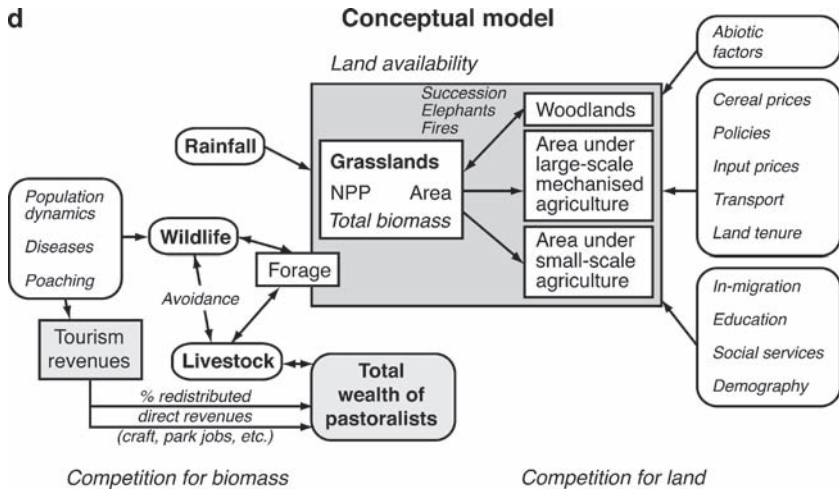 d
Conceptual model
Land availability
Abiotic
factors
Succession
Elephants
Fires
Woodlands
Rainfall
Grasslands
NPP Area
Total biomass
Area under
large-scale
mechanised
agriculture
Area under
small-scale
agriculture
Cereal prices
Policies
Input prices
Transport
Land tenure
Population
dynamics
Diseases
Poaching
Wildlife
Forage
Avoidance
In-migration
Education
Social services
Demography
Tourism
revenues
Livestock
Total
wealth of
pastoralists
% redistributed
direct revenues
(craft, park jobs, etc.)
Competition for biomass
Competition for land